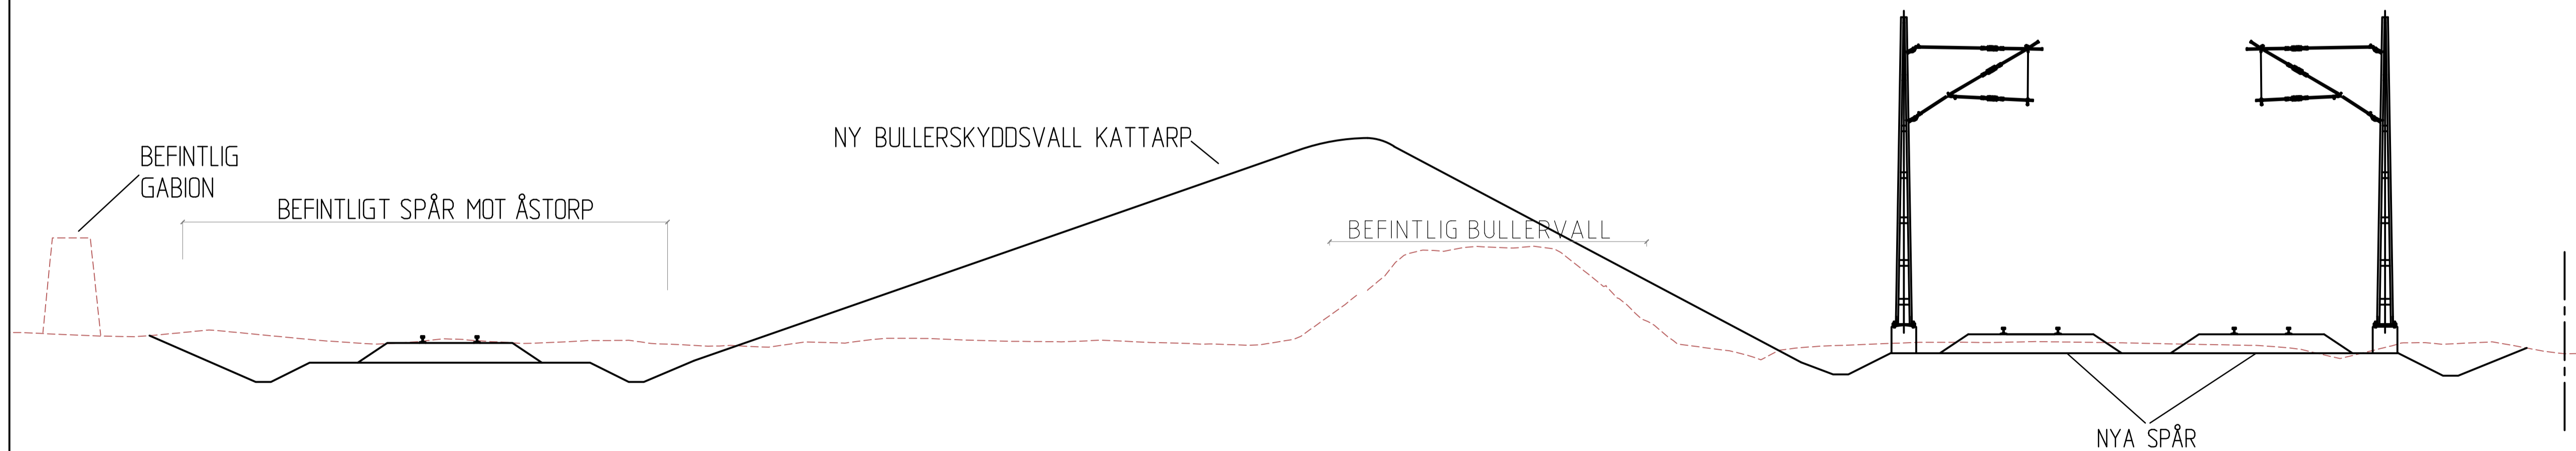 BEFINTLIG
GABION
BEFINTLIGT SPÅR MOT ÅSTORP
NY BULLERSKYDDSVALL KATTARP
BEFINTLIG BULLERVALL
NYA SPÅR